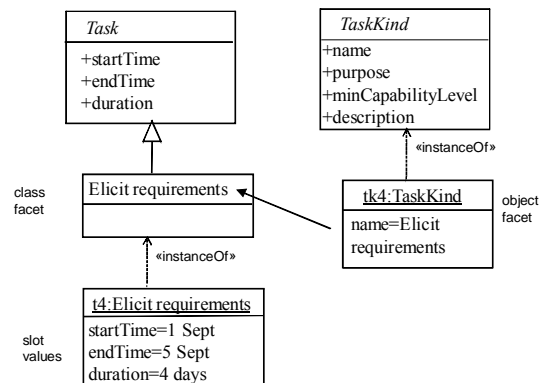 Task
+startTime
+endTime
+duration
TaskKind
+name
+purpose
+minCapabilityLevel
+description
«instanceOf»
class
facet
Elicit requirements
tk4:TaskKind
name=Elicit
requirements
object
facet
«instanceOf»
t4:Elicit requirements
startTime=1 Sept
endTime=5 Sept
duration=4 days
slot
values